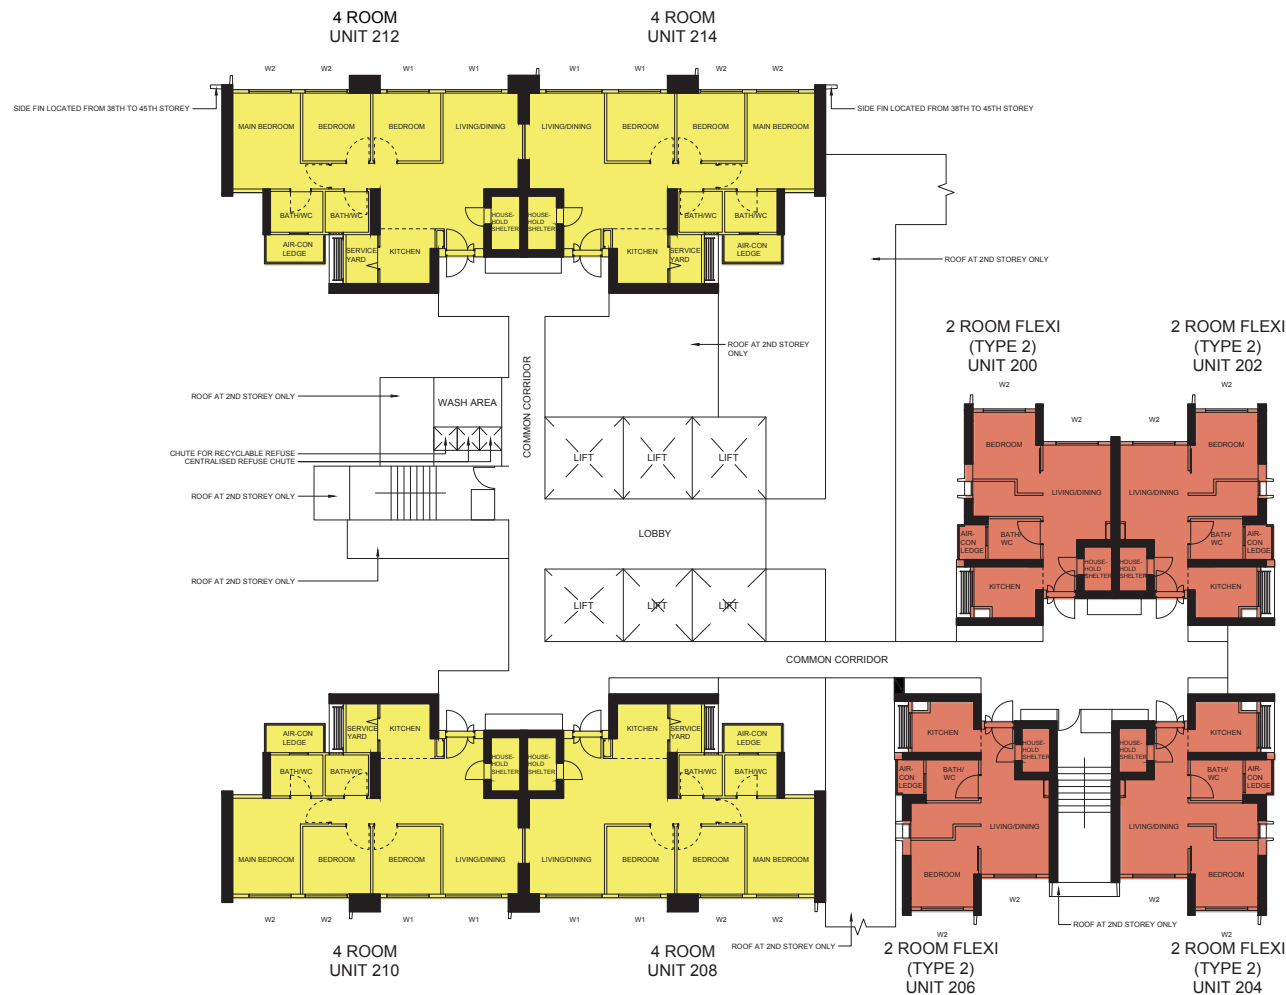 4 ROOM
UNIT 212
4 ROOM
UNIT 214
W2
W2
W1
W1
W1
W1
W2
W2
SIDE FIN LOCATED FROM 38TH TO 45TH STOREY
SIDE FIN LOCATED FROM 38TH TO 45TH STOREY
MAIN BEDROOM
BEDROOM
BEDROOM
LIVING/DINING
LIVING/DINING
BEDROOM
BEDROOM
MAIN BEDROOM
BATH/WC
BATH/WC
HOUSE-
HOLD
SHELTER
HOUSE-
HOLD
SHELTER
BATH/WC
BATH/WC
AIR-CON
LEDGE
SERVICE
YARD
KITCHEN
KITCHEN
SERVICE
YARD
AIR-CON
LEDGE
ROOF AT 2ND STOREY ONLY
ROOF AT 2ND STOREY
ONLY
COMMON CORRIDOR
ROOF AT 2ND STOREY ONLY
WASH AREA
CHUTE FOR RECYCLABLE REFUSE
CENTRALISED REFUSE CHUTE
LIFT
LIFT
LIFT
ROOF AT 2ND STOREY ONLY
LOBBY
ROOF AT 2ND STOREY ONLY
LIFT
LIFT
LIFT
COMMON CORRIDOR
2 ROOM FLEXI
(TYPE 2)
UNIT 200
2 ROOM FLEXI
(TYPE 2)
UNIT 202
W2
W2
W2
W2
BEDROOM
BEDROOM
LIVING/DINING
LIVING/DINING
AIR-
CON
LEDGE
BATH/
WC
BATH/
WC
AIR-
CON
LEDGE
HOUSE-
HOLD
SHELTER
HOUSE-
HOLD
SHELTER
KITCHEN
KITCHEN
SERVICE
YARD
KITCHEN
KITCHEN
SERVICE
YARD
AIR-CON
LEDGE
AIR-CON
LEDGE
BATH/WC
BATH/WC
HOUSE-
HOLD
SHELTER
HOUSE-
HOLD
SHELTER
BATH/WC
BATH/WC
MAIN BEDROOM
BEDROOM
BEDROOM
LIVING/DINING
LIVING/DINING
BEDROOM
BEDROOM
MAIN BEDROOM
W2
W2
W1
W1
W1
W1
W2
W2
4 ROOM
UNIT 210
4 ROOM
UNIT 208
ROOF AT 2ND STOREY ONLY
KITCHEN
HOUSE-
HOLD
SHELTER
HOUSE-
HOLD
SHELTER
KITCHEN
AIR-
CON
LEDGE
BATH/
WC
BATH/
WC
AIR-
CON
LEDGE
LIVING/DINING
LIVING/DINING
BEDROOM
BEDROOM
W2
W2
W2
W2
ROOF AT 2ND STOREY ONLY
2 ROOM FLEXI
(TYPE 2)
UNIT 206
2 ROOM FLEXI
(TYPE 2)
UNIT 204